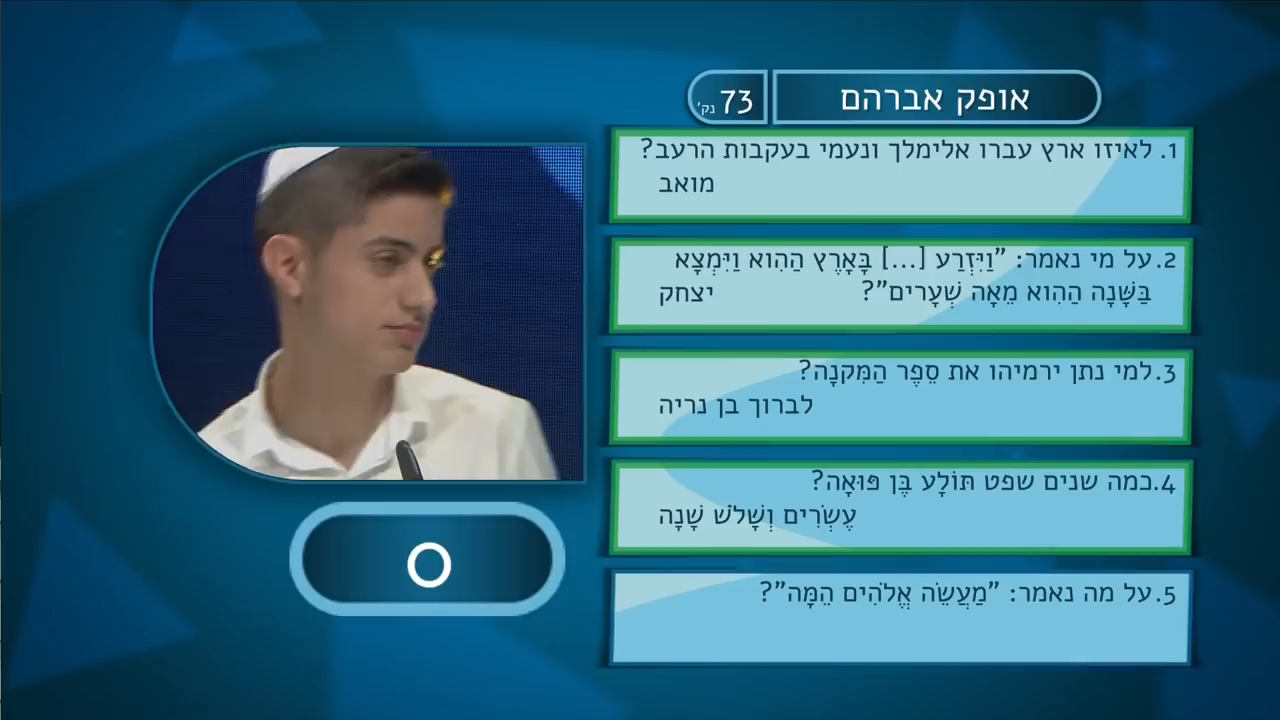 אופק אברהם
73 נק'
1. לאיזו ארץ עברו אלימלך ונעמי בעקבות הרעב?
מואב
2. על מי נאמר: "וַיִּזְרַע [...] בָּאָרֶץ הַהִוא וַיִּמְצָא
בַּשָּׁנָה הַהִוא מֵאָה שְׁעָרִים"? יצחק
3. למי נתן ירמיהו את סֵפֶר הַמִּקנָה?
לברוך בן נריה
4. כמה שנים שפט תּוֹלָע בֶּן פּוּאָה?
עֶשְׂרִים וְשָׁלֹשׁ שָׁנָה
5. על מה נאמר: "מַעֲשֵׂה אֱלֹהִים הֵמָּה"?
0